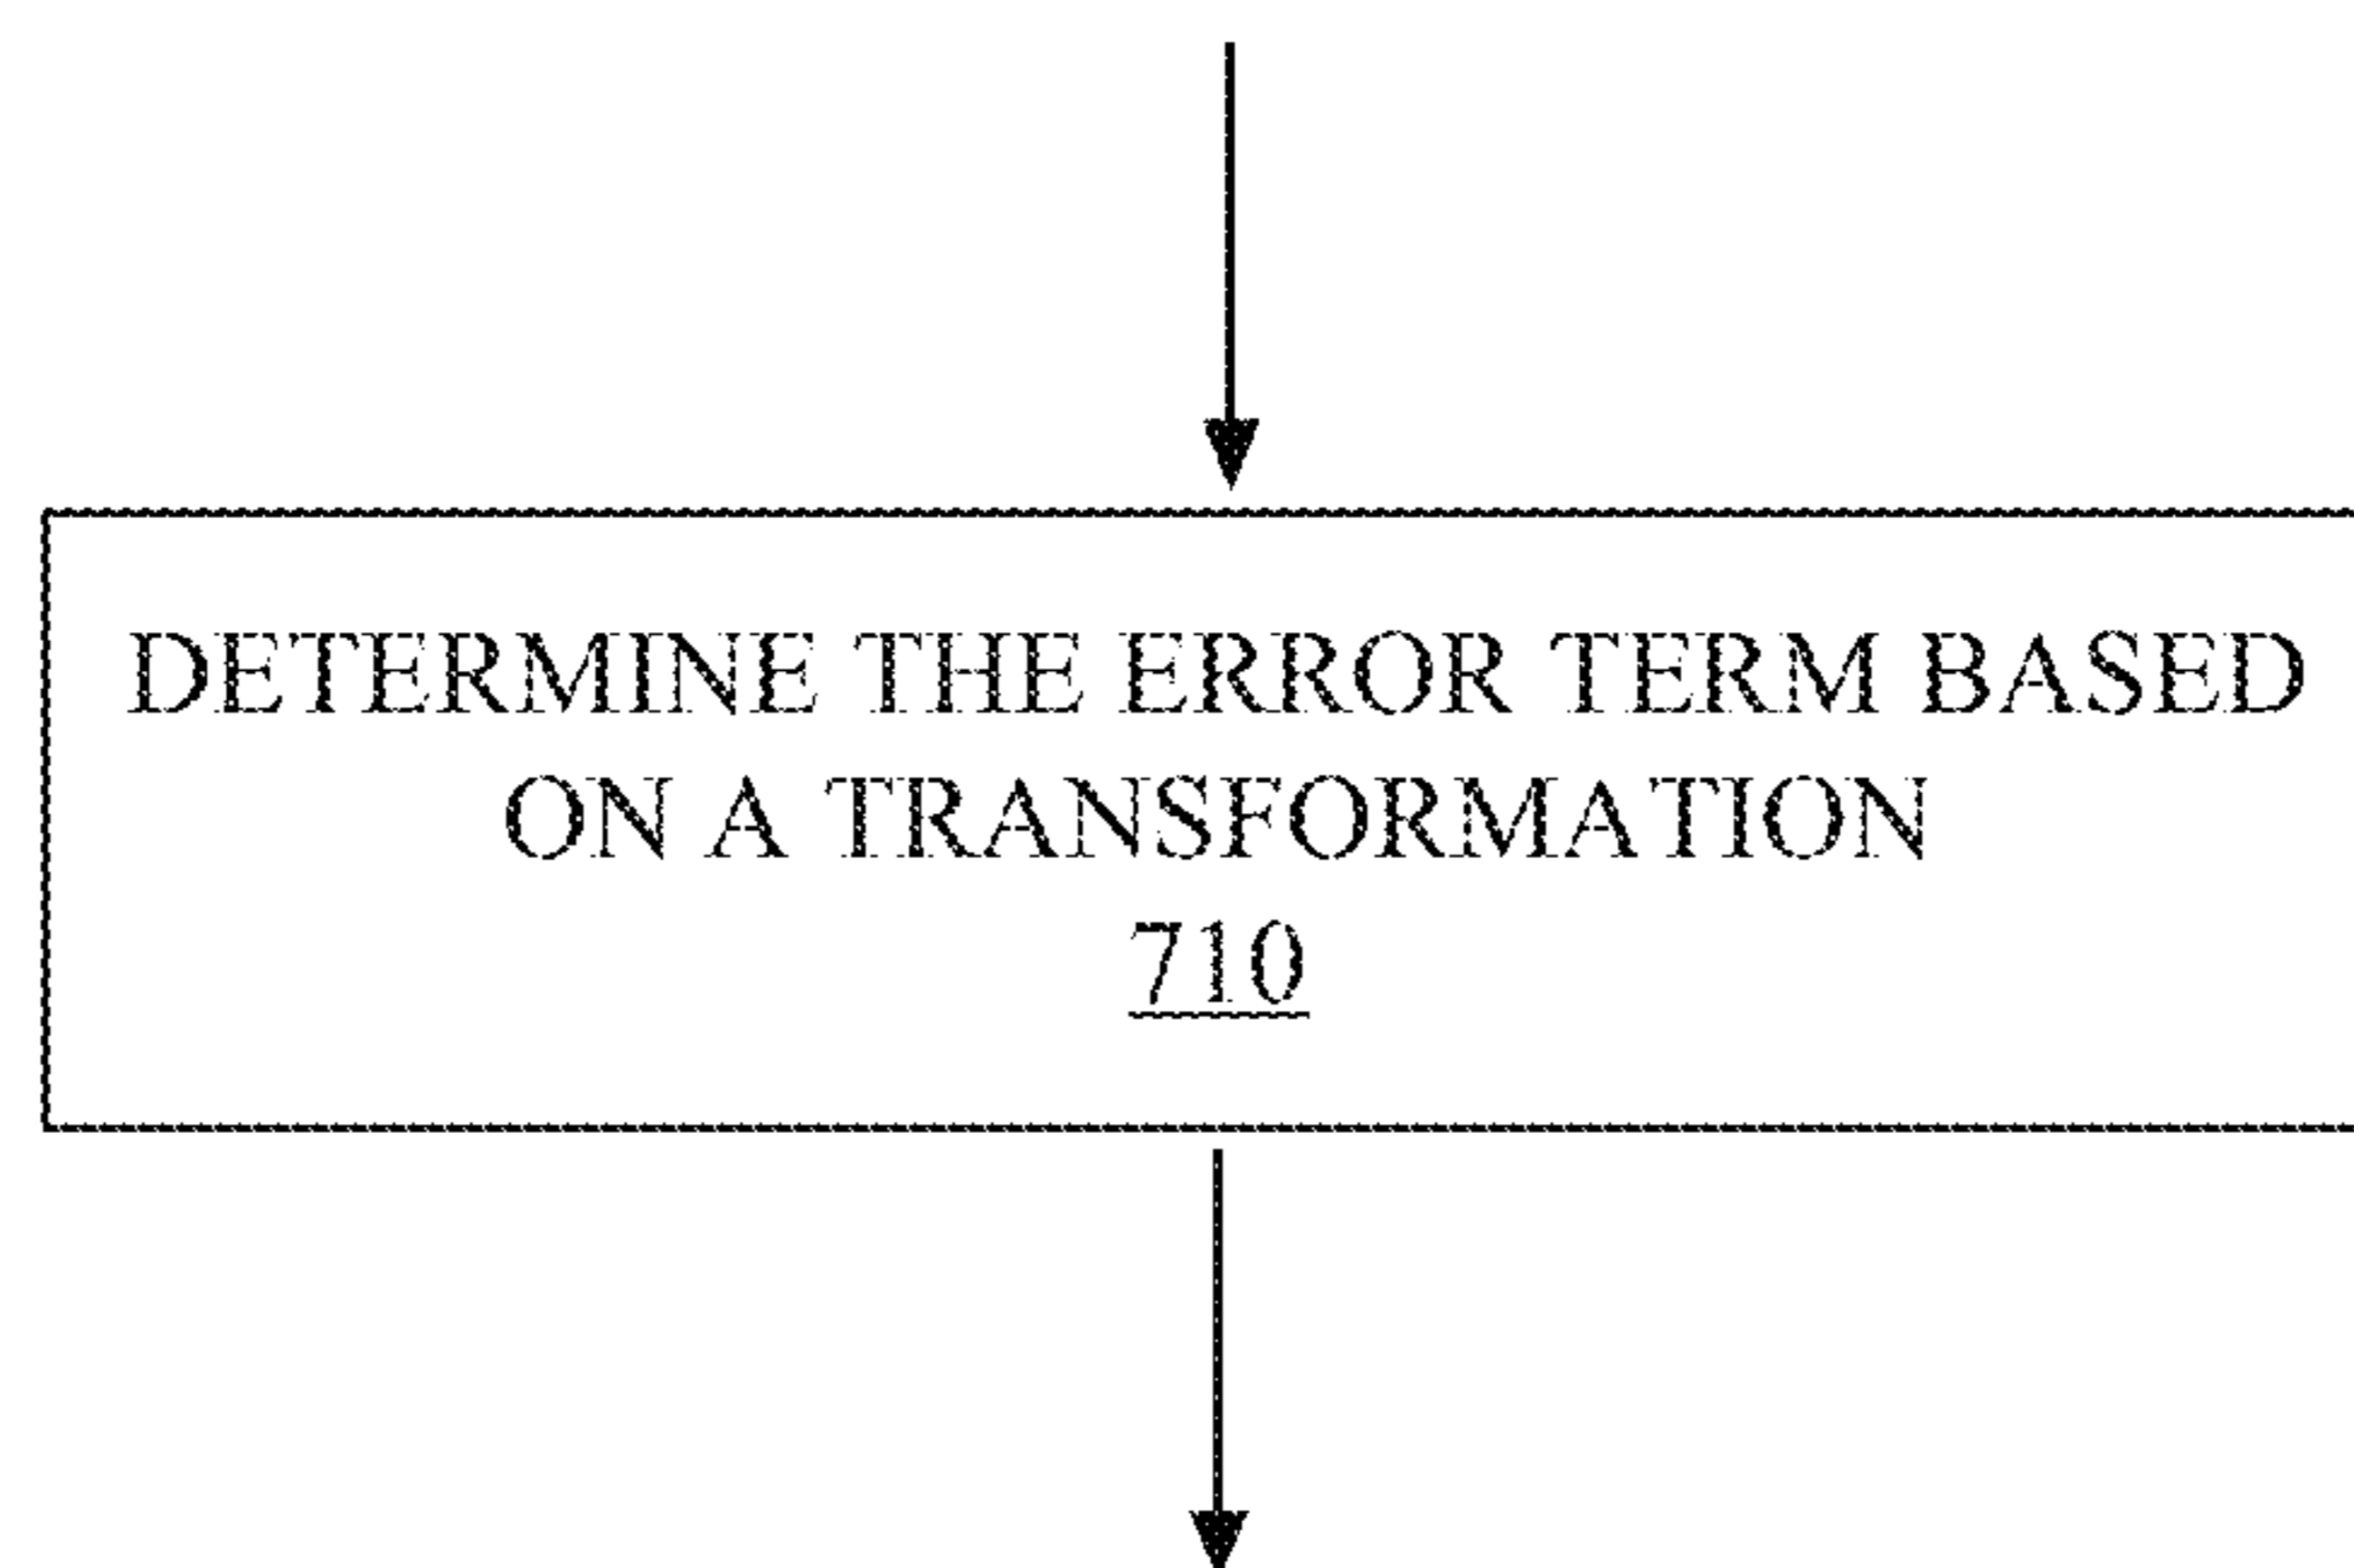 DETERMINE THE ERROR TERM BASED
ON A TRANSFORMATION
710